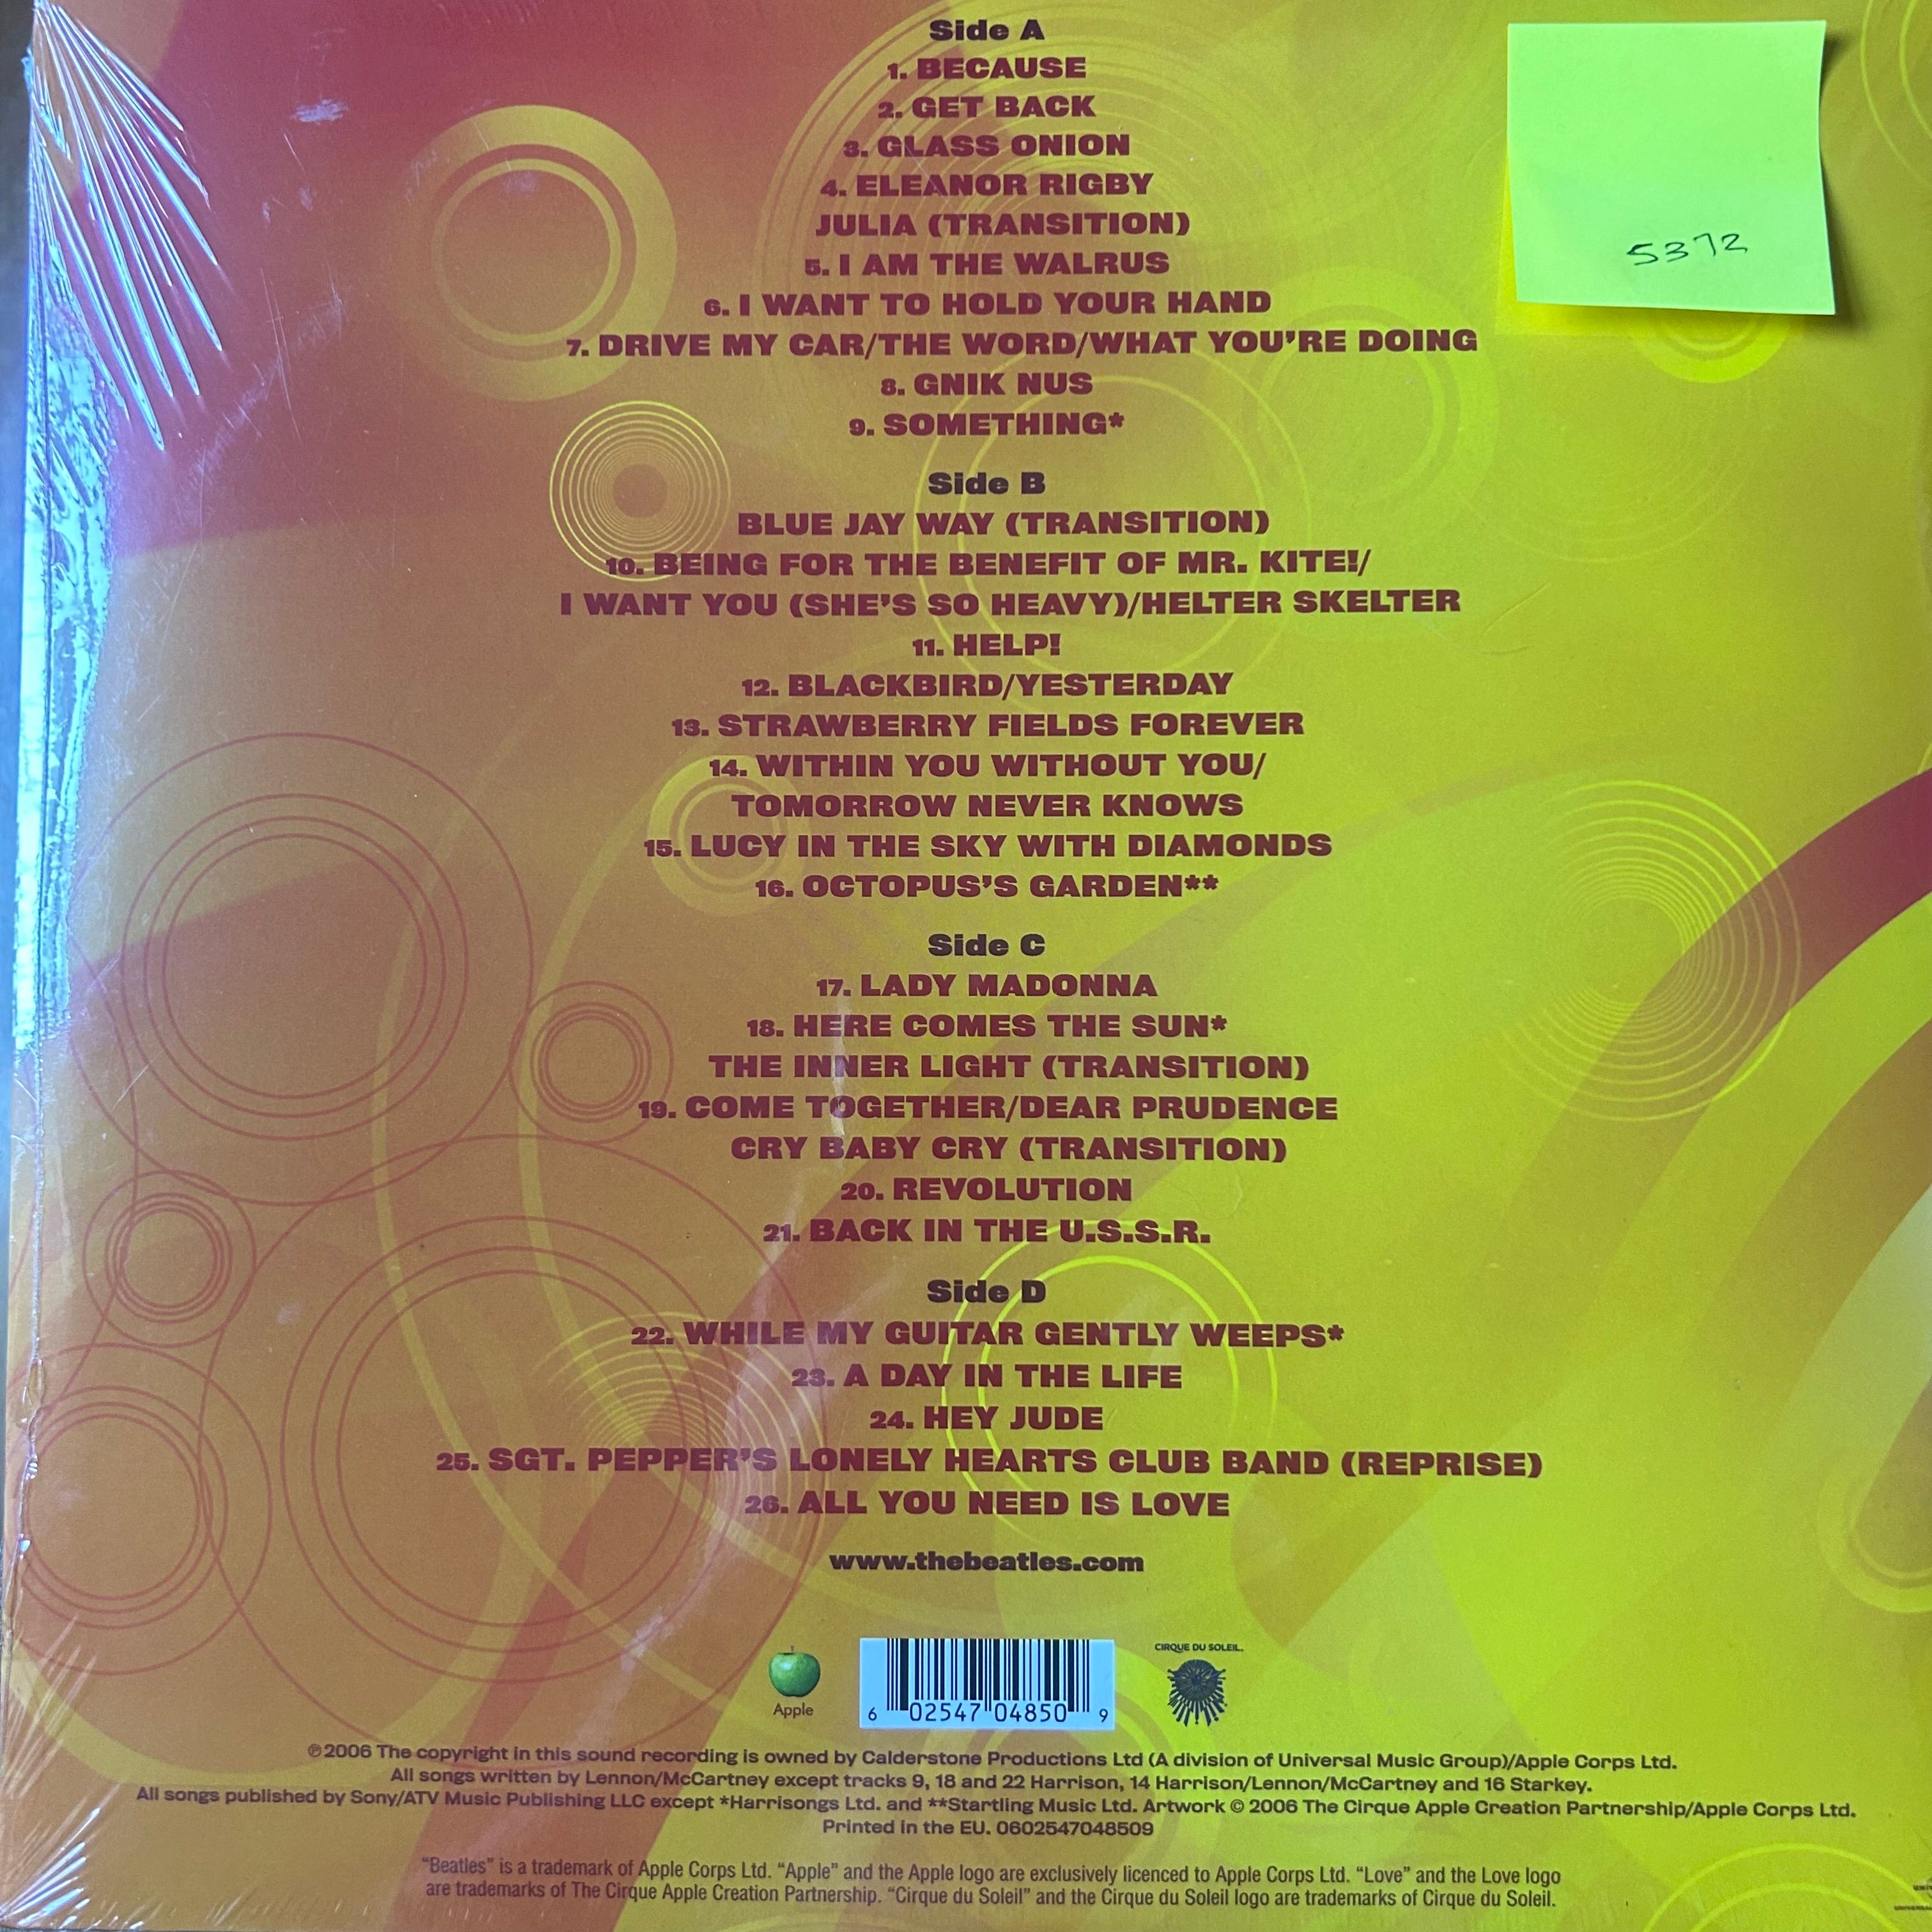 Side A
1. BECAUSE
2. GET BACK
3. GLASS ONION
4. ELEANOR RIGBY
JULIA (TRANSITION)
5. I AM THE WALRUS
6. I WANT TO HOLD YOUR HAND
7. DRIVE MY CAR/THE WORD/WHAT YOU'RE DOING
8. GNIK NUS
9. SOMETHING*
5372
Side B
BLUE JAY WAY (TRANSITION)
10. BEING FOR THE BENEFIT OF MR. KITE!/
I WANT YOU (SHE'S SO HEAVY)/HELTER SKELTER
11. HELP!
12. BLACKBIRD/YESTERDAY
13. STRAWBERRY FIELDS FOREVER
14. WITHIN YOU WITHOUT YOU/
TOMORROW NEVER KNOWS
15. LUCY IN THE SKY WITH DIAMONDS
16. OCTOPUS'S GARDEN**
Side C
17. LADY MADONNA
18. HERE COMES THE SUN*
THE INNER LIGHT (TRANSITION)
19. COME TOGETHER/DEAR PRUDENCE
CRY BABY CRY (TRANSITION)
20. REVOLUTION
21. BACK IN THE U.S.S.R.
Side D
22. WHILE MY GUITAR GENTLY WEEPS*
23. A DAY IN THE LIFE
24. HEY JUDE
25. SGT. PEPPER'S LONELY HEARTS CLUB BAND (REPRISE)
26. ALL YOU NEED IS LOVE
www.thebeatles.com
Apple
6 02547 04850 9
CIRQUE DU SOLEIL.
℗2006 The copyright in this sound recording is owned by Calderstone Productions Ltd (A division of Universal Music Group)/Apple Corps Ltd.
All songs written by Lennon/McCartney except tracks 9, 18 and 22 Harrison, 14 Harrison/Lennon/McCartney and 16 Starkey.
All songs published by Sony/ATV Music Publishing LLC except *Harrisongs Ltd. and **Startling Music Ltd. Artwork © 2006 The Cirque Apple Creation Partnership/Apple Corps Ltd.
Printed in the EU. 0602547048509
"Beatles" is a trademark of Apple Corps Ltd. "Apple" and the Apple logo are exclusively licenced to Apple Corps Ltd. "Love" and the Love logo
are trademarks of The Cirque Apple Creation Partnership. "Cirque du Soleil" and the Cirque du Soleil logo are trademarks of Cirque du Soleil.